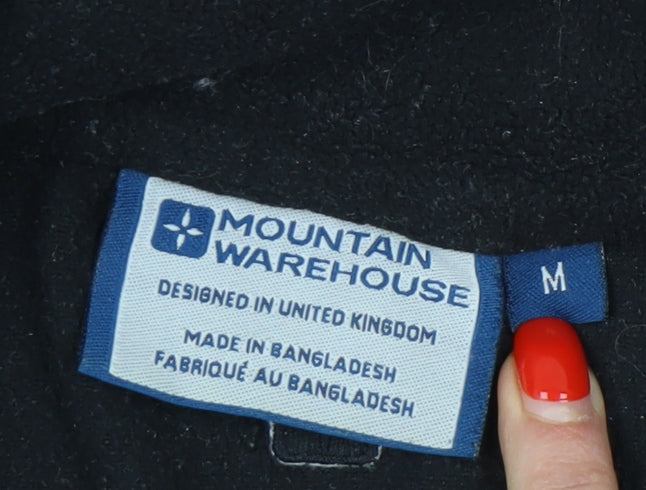 MOUNTAIN
WAREHOUSE
DESIGNED IN UNITED KINGDOM
MADE IN BANGLADESH
FABRIQUÉ AU BANGLADESH
M